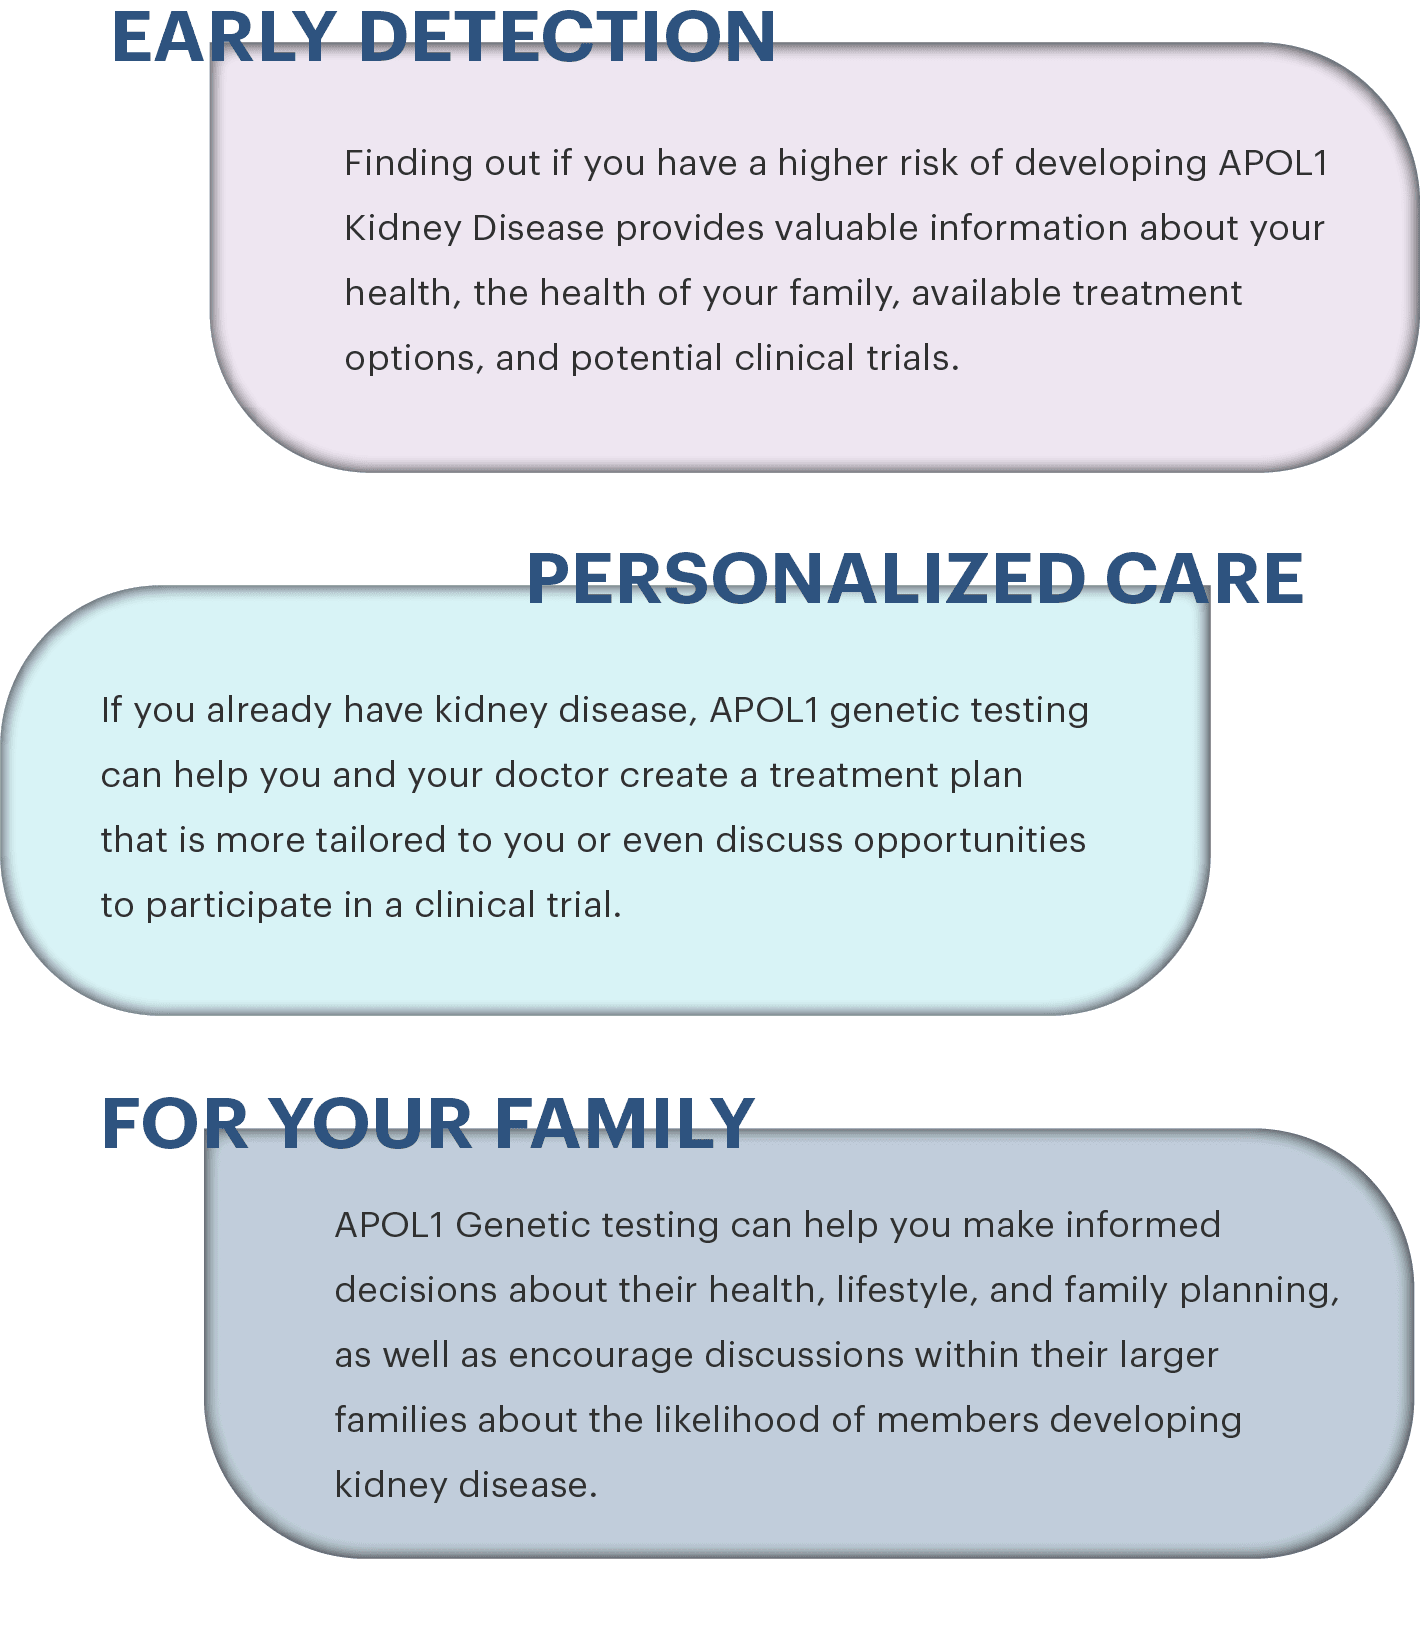 EARLY DETECTION
Finding out if you have a higher risk of developing APOL1
Kidney Disease provides valuable information about your
health, the health of your family, available treatment
options, and potential clinical trials.
PERSONALIZED CARE
If you already have kidney disease, APOL1 genetic testing
can help you and your doctor create a treatment plan
that is more tailored to you or even discuss opportunities
to participate in a clinical trial.
FOR YOUR FAMILY
APOL1 Genetic testing can help you make informed
decisions about their health, lifestyle, and family planning,
as well as encourage discussions within their larger
families about the likelihood of members developing
kidney disease.